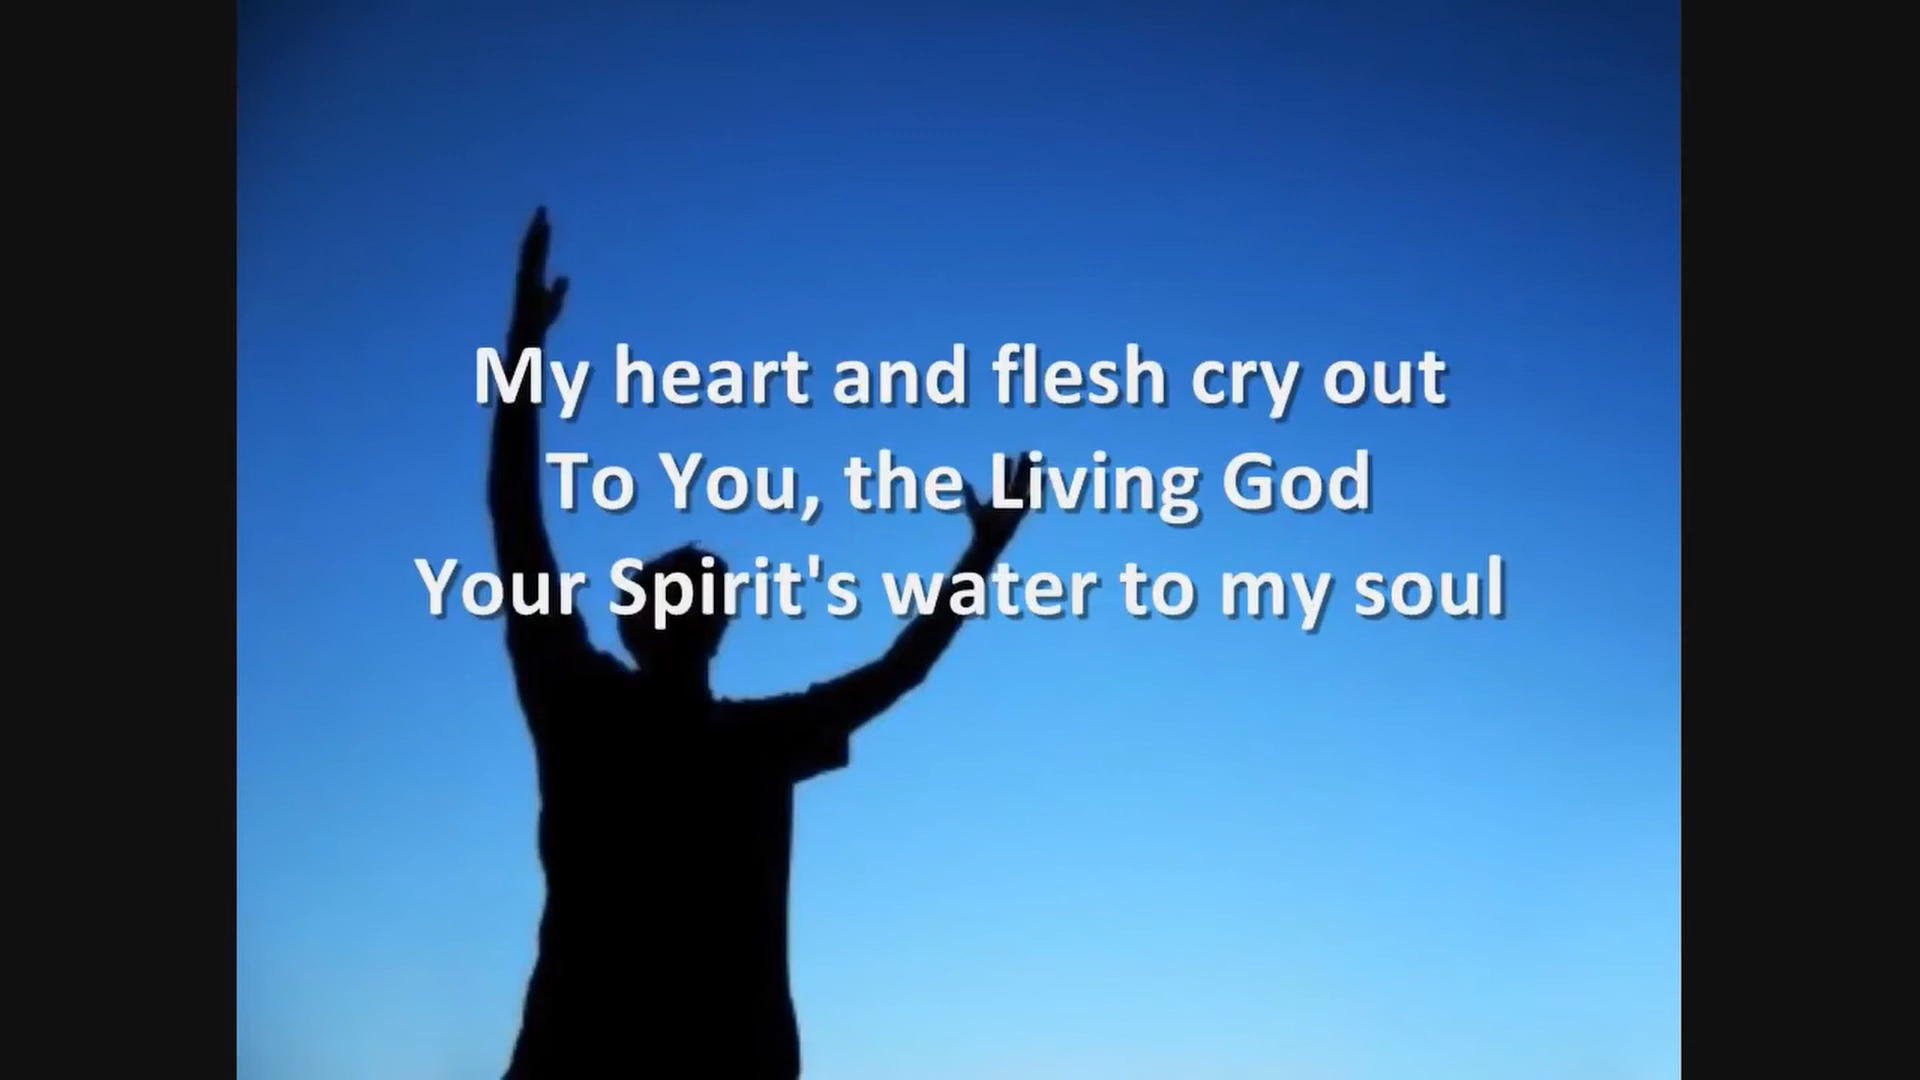 My heart and flesh cry out
To You, the Living God
Your Spirit's water to my soul